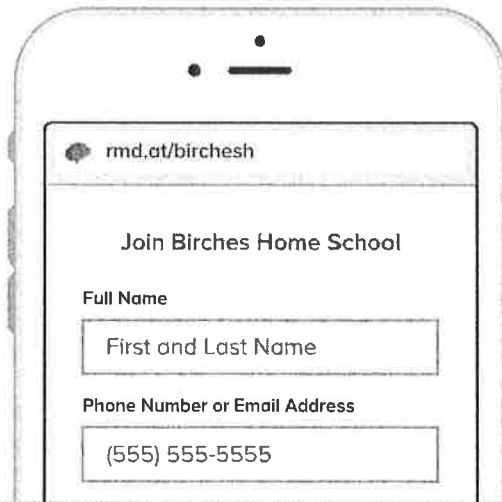 rmd.at/birchesh
Join Birches Home School
Full Name
First and Last Name
Phone Number or Email Address
(555) 555-5555